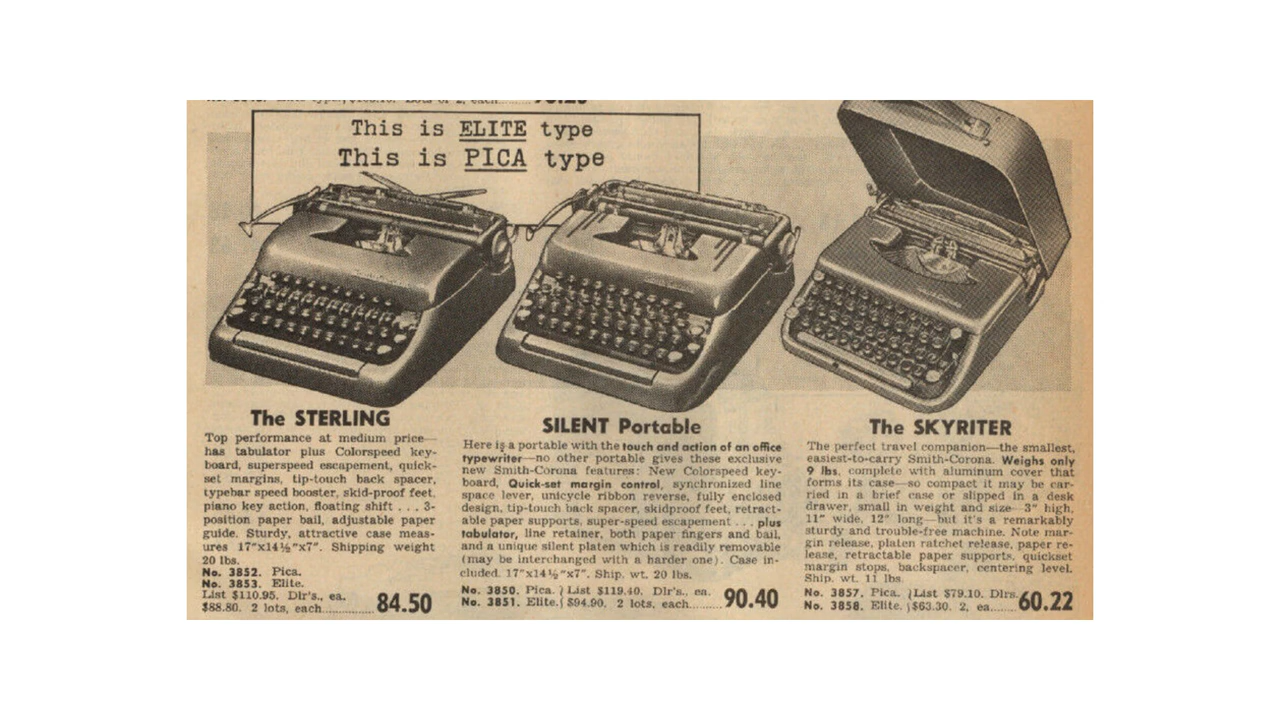 Lots of 2, each
This is ELITE type
This is PICA type
The STERLING
Top performance at medium price—
has tabulator plus Colorspeed key-
board, superspeed escapement, quick-
set margins, tip-touch back spacer,
typebar speed booster, skid-proof feet,
piano key action, floating shift . . . 3-
position paper bail, adjustable paper
guide. Sturdy, attractive case meas-
ures 17"x14½"x7". Shipping weight
20 lbs.
No. 3852. Pica.
No. 3853. Elite.
List $110.95. Dlr's., ea.
$88.80. 2 lots, each............84.50
SILENT Portable
Here is a portable with the touch and action of an office
typewriter—no other portable gives these exclusive
new Smith-Corona features: New Colorspeed key-
board, Quick-set margin control, synchronized line
space lever, unicycle ribbon reverse, fully enclosed
design, tip-touch back spacer, skidproof feet, retract-
able paper supports, super-speed escapement . . . plus
tabulator, line retainer, both paper fingers and bail,
and a unique silent platen which is readily removable
(may be interchanged with a harder one). Case in-
cluded. 17"x14½"x7". Ship. wt. 20 lbs.
No. 3850. Pica. } List $119.40. Dlr's., ea.
No. 3851. Elite. } $94.90. 2 lots, each..........90.40
The SKYRITER
The perfect travel companion—the smallest,
easiest-to-carry Smith-Corona. Weighs only
9 lbs. complete with aluminum cover that
forms its case—so compact it may be car-
ried in a brief case or slipped in a desk
drawer, small in weight and size—3" high,
11" wide, 12" long—but it's a remarkably
sturdy and trouble-free machine. Note mar-
gin release, platen ratchet release, paper re-
lease, retractable paper supports, quickset
margin stops, backspacer, centering level.
Ship. wt. 11 lbs.
No. 3857. Pica. } List $79.10. Dlrs.
No. 3858. Elite. } $63.30. 2, ea.......60.22